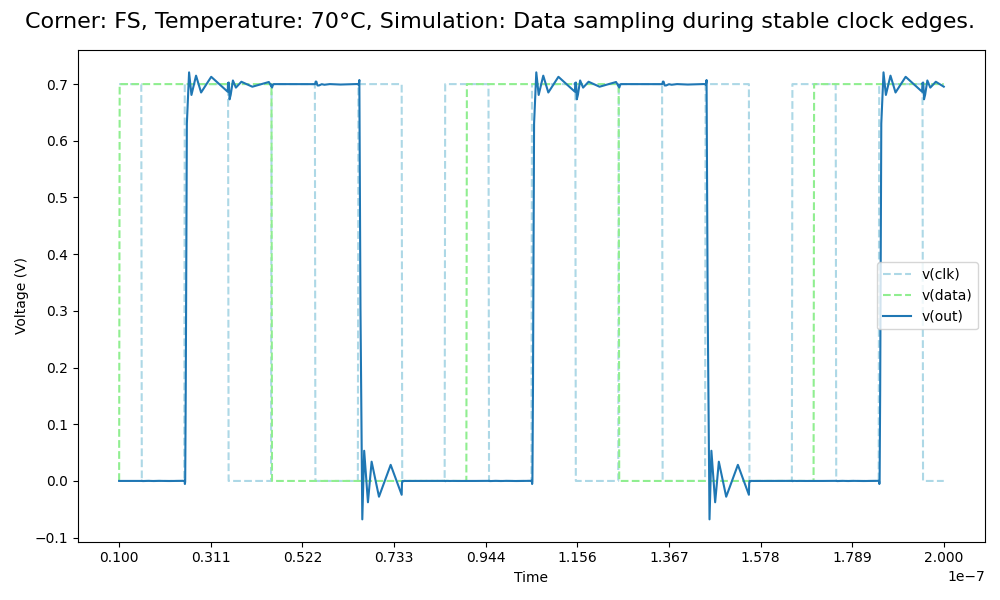 Corner: FS, Temperature: 70°C, Simulation: Data sampling during stable clock edges.
Voltage (V)
0.7
0.6
0.5
0.4
0.3
0.2
0.1
0.0
−0.1
v(clk)
v(data)
v(out)
0.100 0.311 0.522 0.733 0.944 1.156 1.367 1.578 1.789 2.000
Time
1e−7